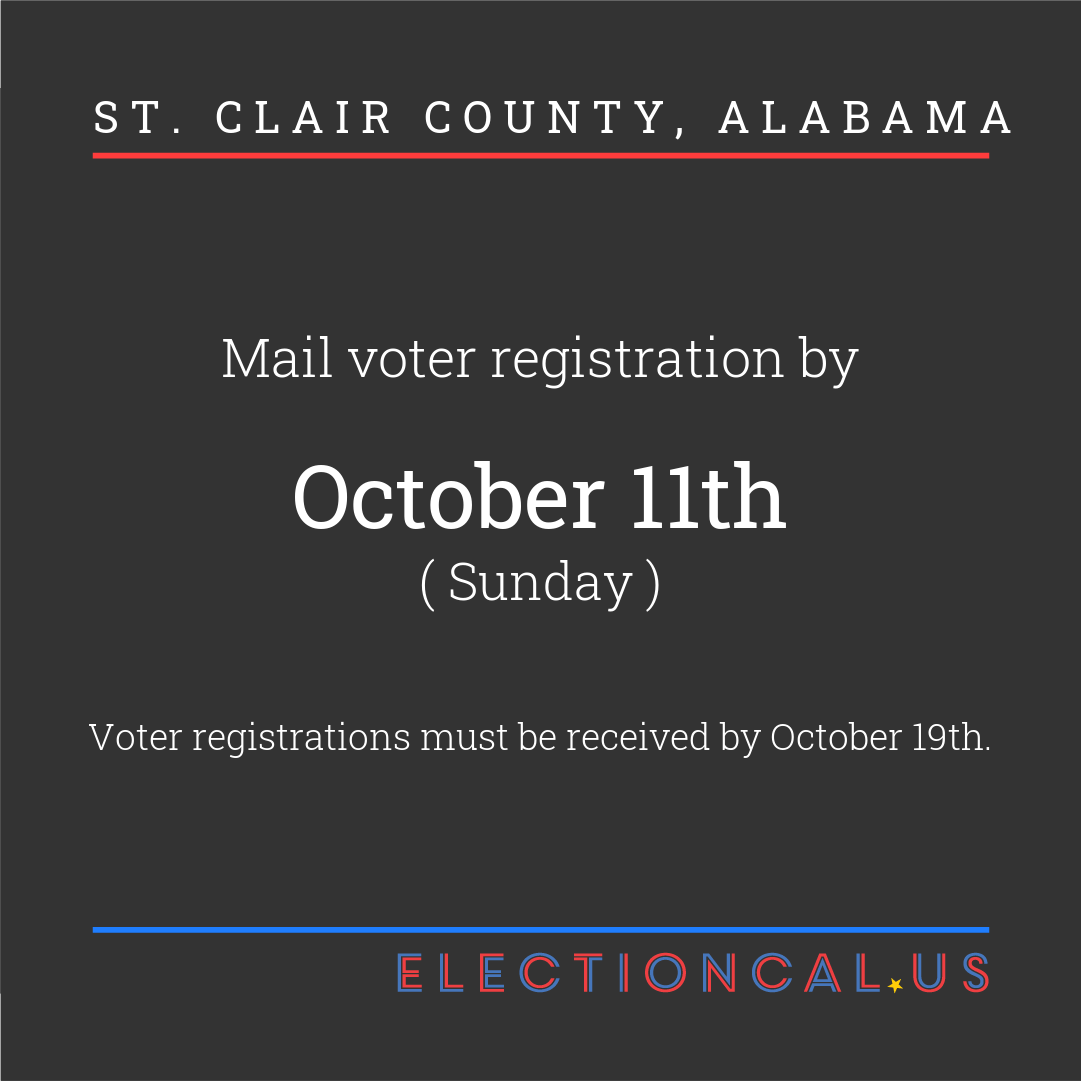 ST. CLAIR COUNTY, ALABAMA
Mail voter registration by
October 11th
( Sunday )
Voter registrations must be received by October 19th.
ELECTIONCAL.US